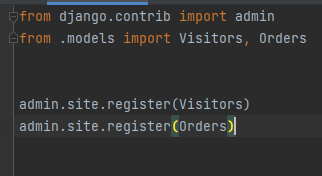 from django.contrib import admin
from .models import Visitors, Orders
admin.site.register(Visitors)
admin.site.register(Orders)